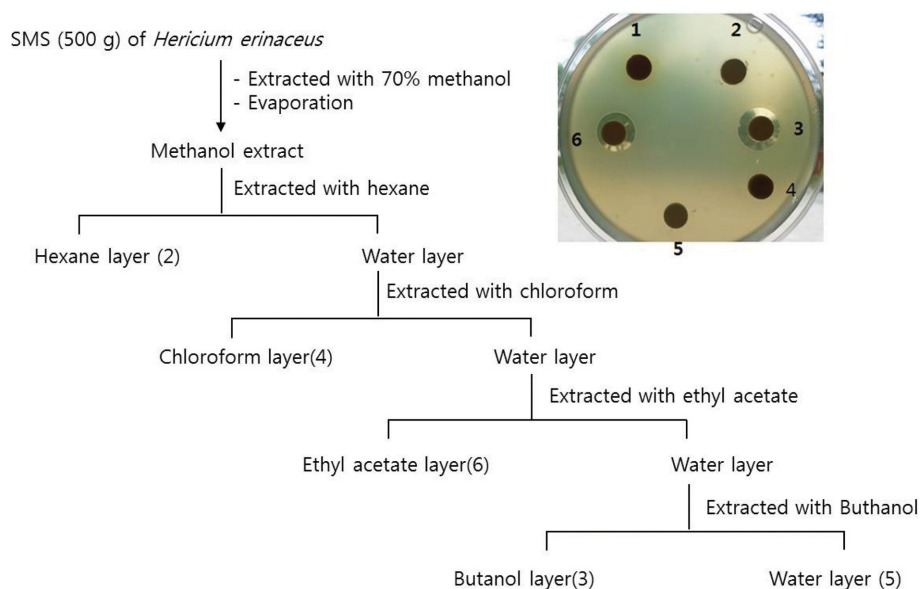 SMS (500 g) of Hericium erinaceus
- Extracted with 70% methanol
- Evaporation
Methanol extract
Extracted with hexane
Hexane layer (2)
Water layer
Extracted with chloroform
Chloroform layer(4)
Water layer
Extracted with ethyl acetate
Ethyl acetate layer(6)
Water layer
Extracted with Buthanol
Butanol layer(3)
Water layer (5)
1
2
3
4
5
6